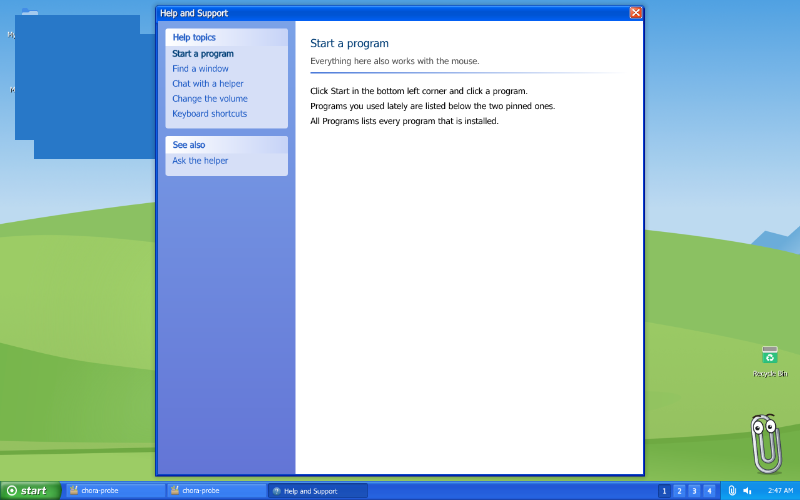 Help and Support
Help topics
Start a program
Find a window
Chat with a helper
Change the volume
Keyboard shortcuts
See also
Ask the helper
Start a program
Everything here also works with the mouse.
Click Start in the bottom left corner and click a program.
Programs you used lately are listed below the two pinned ones.
All Programs lists every program that is installed.
Recycle Bin
start
chora-probe
chora-probe
Help and Support
1 2 3 4
2:47 AM